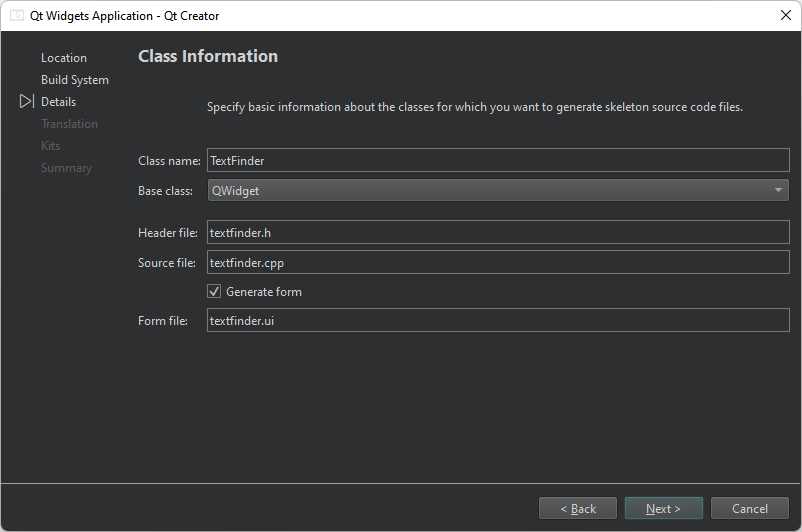 Qt Widgets Application - Qt Creator
Location
Build System
Details
Translation
Kits
Summary
Class Information
Specify basic information about the classes for which you want to generate skeleton source code files.
Class name: TextFinder
Base class: QWidget
Header file: textfinder.h
Source file: textfinder.cpp
Generate form
Form file: textfinder.ui
< Back Next > Cancel